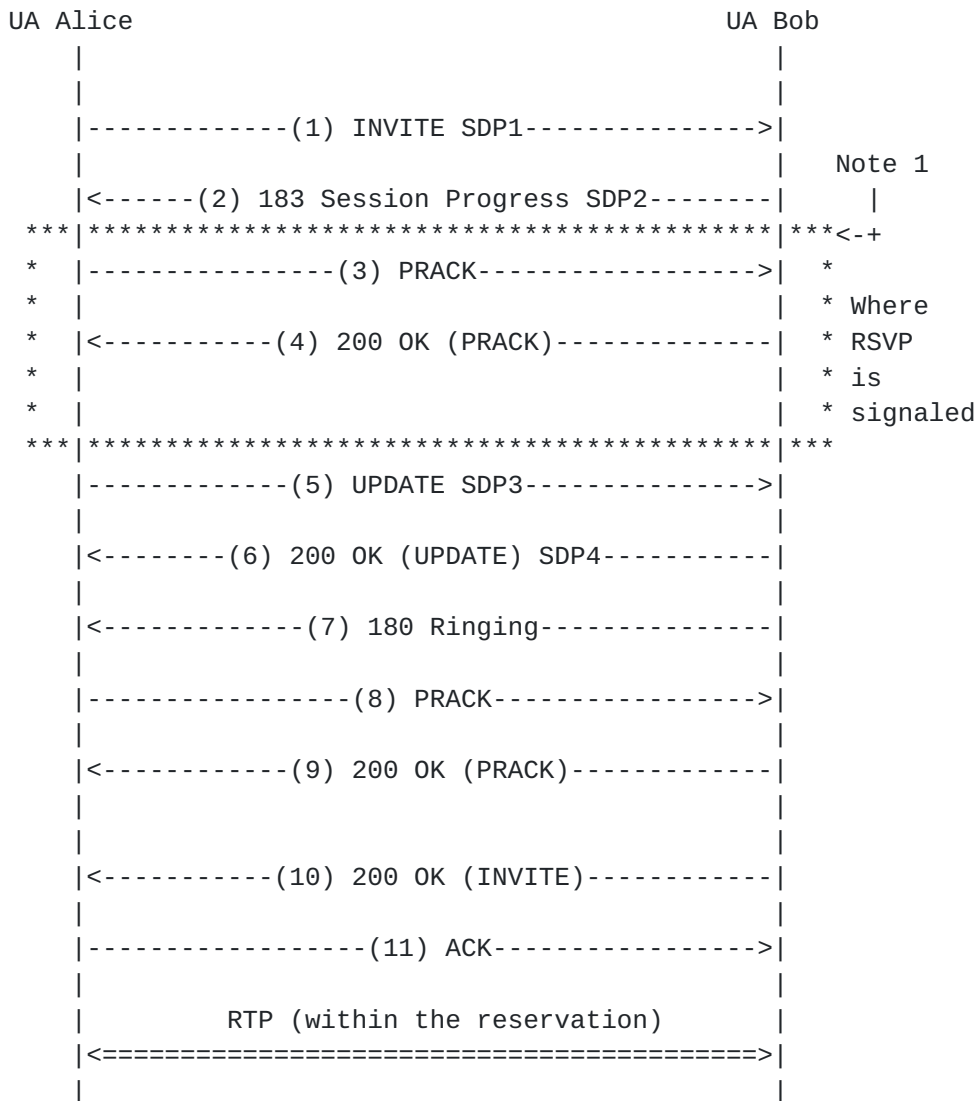 UA Alice                                      UA Bob
    |                                            |
    |                                            |
    |-------------(1) INVITE SDP1--------------->|
    |                                            |   Note 1
    |<------(2) 183 Session Progress SDP2--------|     |
 ***|********************************************|***<-+
 *  |----------------(3) PRACK------------------>|  *
 *  |                                            |  * Where
 *  |<-----------(4) 200 OK (PRACK)--------------|  * RSVP
 *  |                                            |  * is
 *  |                                            |  * signaled
 ***|********************************************|***
    |-------------(5) UPDATE SDP3--------------->|
    |                                            |
    |<--------(6) 200 OK (UPDATE) SDP4-----------|
    |                                            |
    |<-------------(7) 180 Ringing---------------|
    |                                            |
    |-----------------(8) PRACK----------------->|
    |                                            |
    |<------------(9) 200 OK (PRACK)-------------|
    |                                            |
    |                                            |
    |<-----------(10) 200 OK (INVITE)------------|
    |                                            |
    |------------------(11) ACK----------------->|
    |                                            |
    |         RTP (within the reservation)       |
    |<==========================================>|
    |                                            |